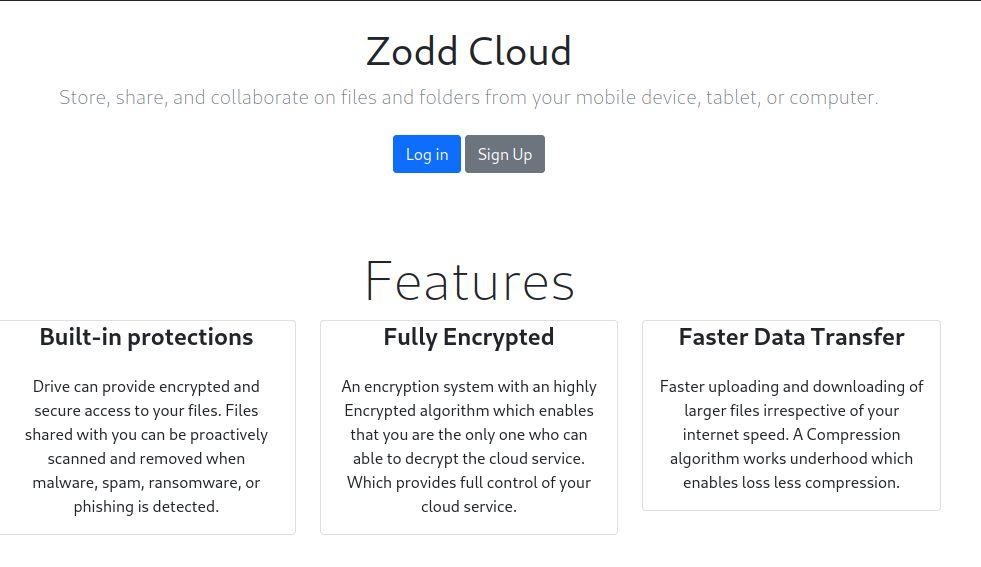 Zodd Cloud
Store, share, and collaborate on files and folders from your mobile device, tablet, or computer.
Log in
Sign Up
Features
Built-in protections
Drive can provide encrypted and
secure access to your files. Files
shared with you can be proactively
scanned and removed when
malware, spam, ransomware, or
phishing is detected.
Fully Encrypted
An encryption system with an highly
Encrypted algorithm which enables
that you are the only one who can
able to decrypt the cloud service.
Which provides full control of your
cloud service.
Faster Data Transfer
Faster uploading and downloading of
larger files irrespective of your
internet speed. A Compression
algorithm works underhood which
enables loss less compression.